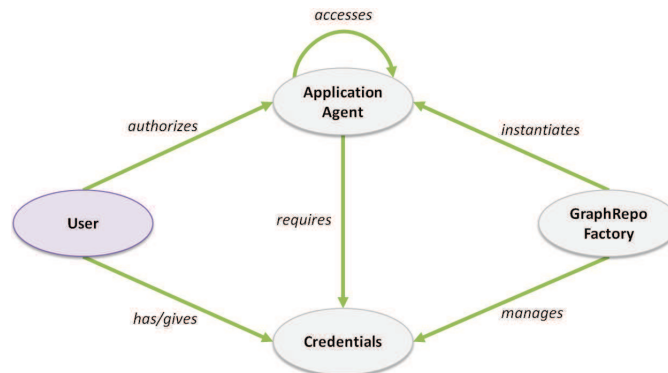 accesses
Application
Agent
authorizes
instantiates
User
requires
GraphRepo
Factory
has/gives
manages
Credentials